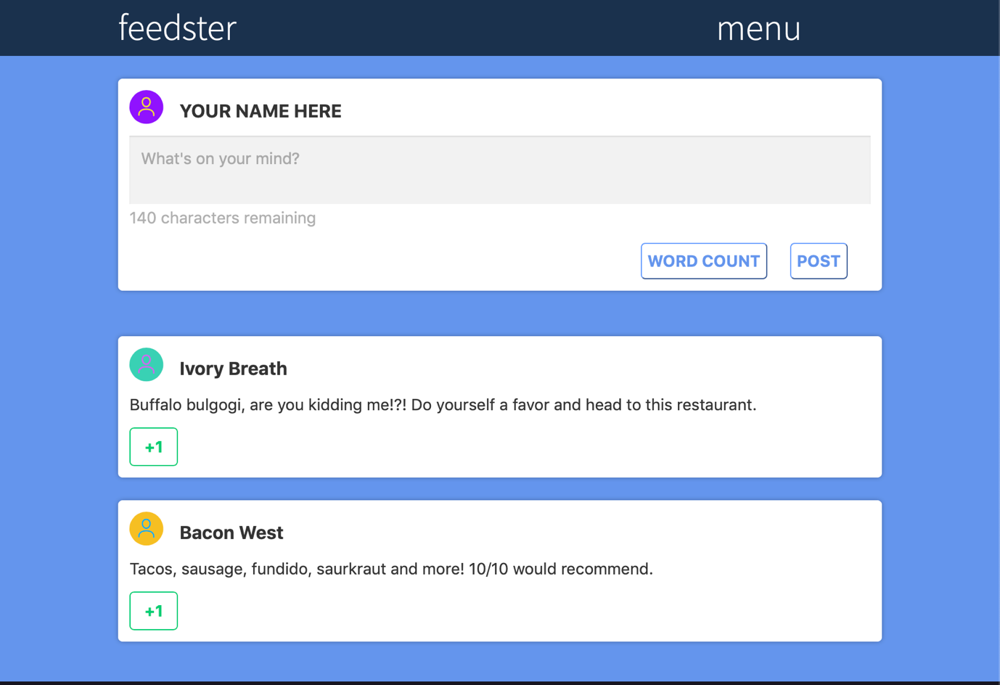 feedster menu
YOUR NAME HERE
What's on your mind?
140 characters remaining
WORD COUNT POST
Ivory Breath
Buffalo bulgogi, are you kidding me!?! Do yourself a favor and head to this restaurant.
+1
Bacon West
Tacos, sausage, fundido, saurkraut and more! 10/10 would recommend.
+1